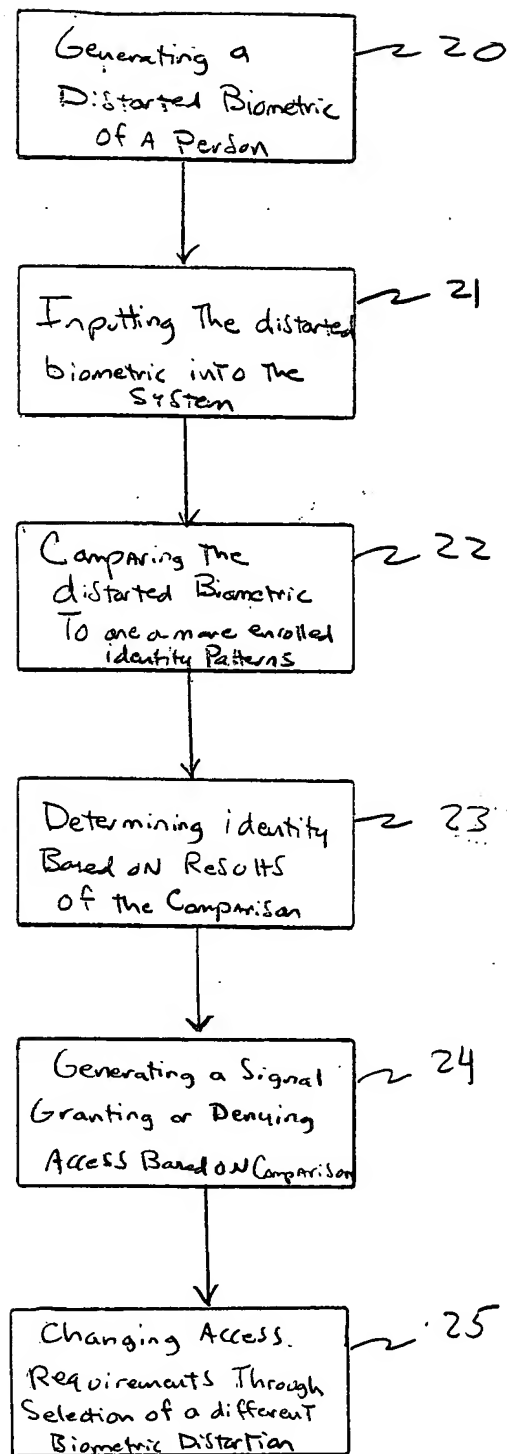 Generating a
Distorted Biometric
Of A Person
20
Inputting The distorted
biometric into The
System
21
Comparing The
distorted Biometric
To one or more enrolled
identity Patterns
22
Determining identity
Based on Results
of the Comparison
23
Generating a Signal
Granting or Denying
Access Based on Comparison
24
Changing Access
Requirements Through
Selection of a different
Biometric Distortion
25